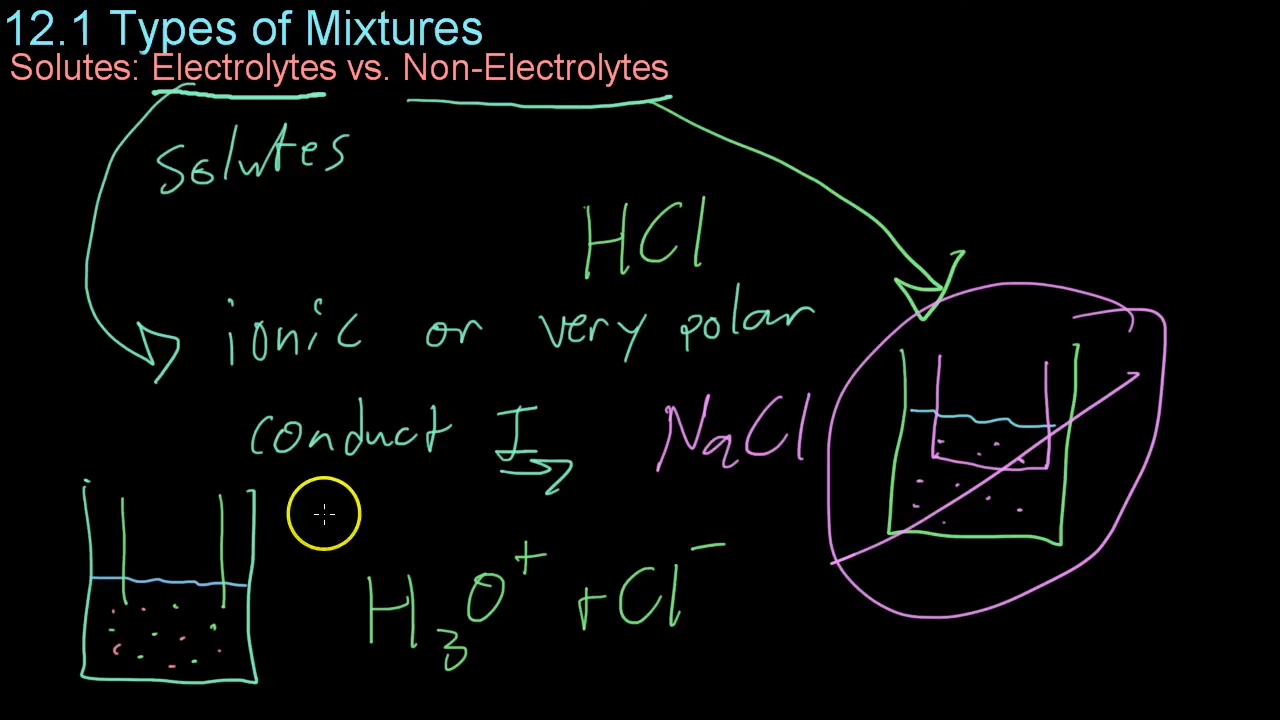 12.1 Types of Mixtures
Solutes: Electrolytes vs. Non-Electrolytes
Solutes
HCl
ionic or very polar
conduct I
NaCl
H3O+ + Cl-